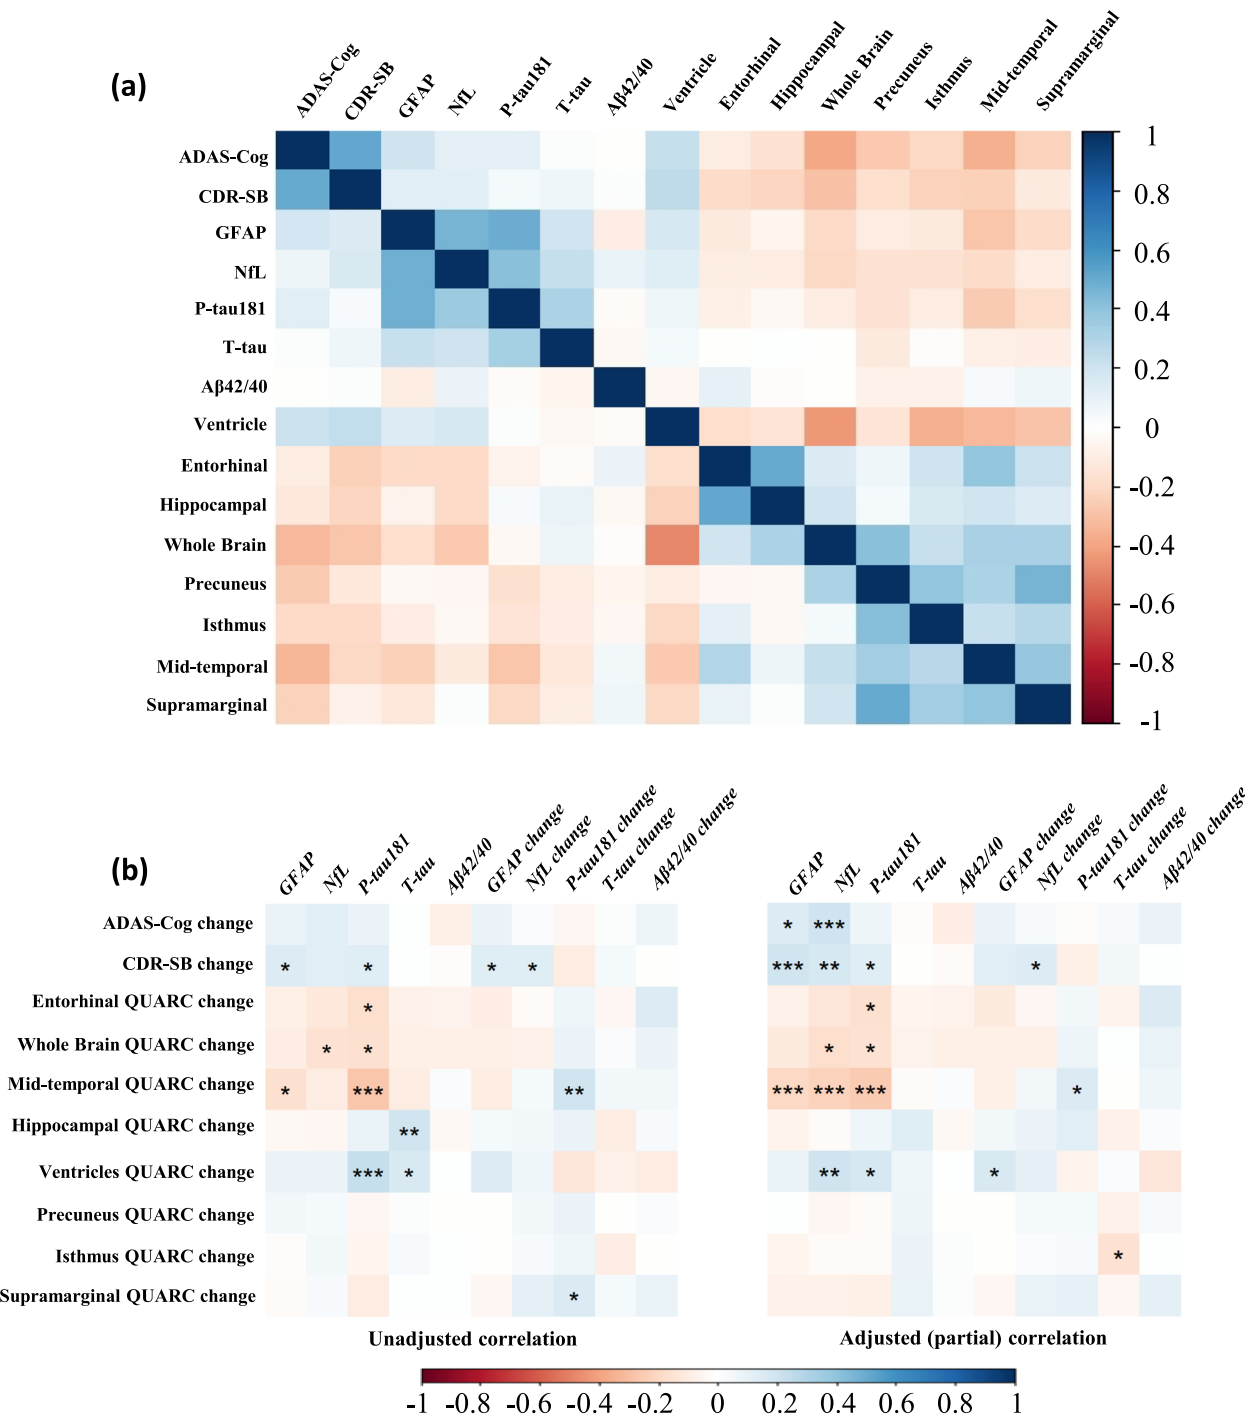 (a)
ADAS-Cog
CDR-SB
GFAP
NfL
P-tau181
T-tau
Aβ42/40
Ventricle
Entorhinal
Hippocampal
Whole Brain
Precuneus
Isthmus
Mid-temporal
Supramarginal
ADAS-Cog
CDR-SB
GFAP
NfL
P-tau181
T-tau
Aβ42/40
Ventricle
Entorhinal
Hippocampal
Whole Brain
Precuneus
Isthmus
Mid-temporal
Supramarginal
1
0.8
0.6
0.4
0.2
0
-0.2
-0.4
-0.6
-0.8
-1
(b)
GFAP
NfL
P-tau181
T-tau
Aβ42/40
GFAP change
NfL change
P-tau181 change
T-tau change
Aβ42/40 change
GFAP
NfL
P-tau181
T-tau
Aβ42/40
GFAP change
NfL change
P-tau181 change
T-tau change
Aβ42/40 change
ADAS-Cog change * ***
CDR-SB change * * * * *** ** * *
Entorhinal QUARC change * *
Whole Brain QUARC change * * * *
Mid-temporal QUARC change * *** ** *** *** *** *
Hippocampal QUARC change **
Ventricles QUARC change *** * ** * *
Precuneus QUARC change
Isthmus QUARC change *
Supramarginal QUARC change *
Unadjusted correlation
Adjusted (partial) correlation
-1 -0.8 -0.6 -0.4 -0.2 0 0.2 0.4 0.6 0.8 1